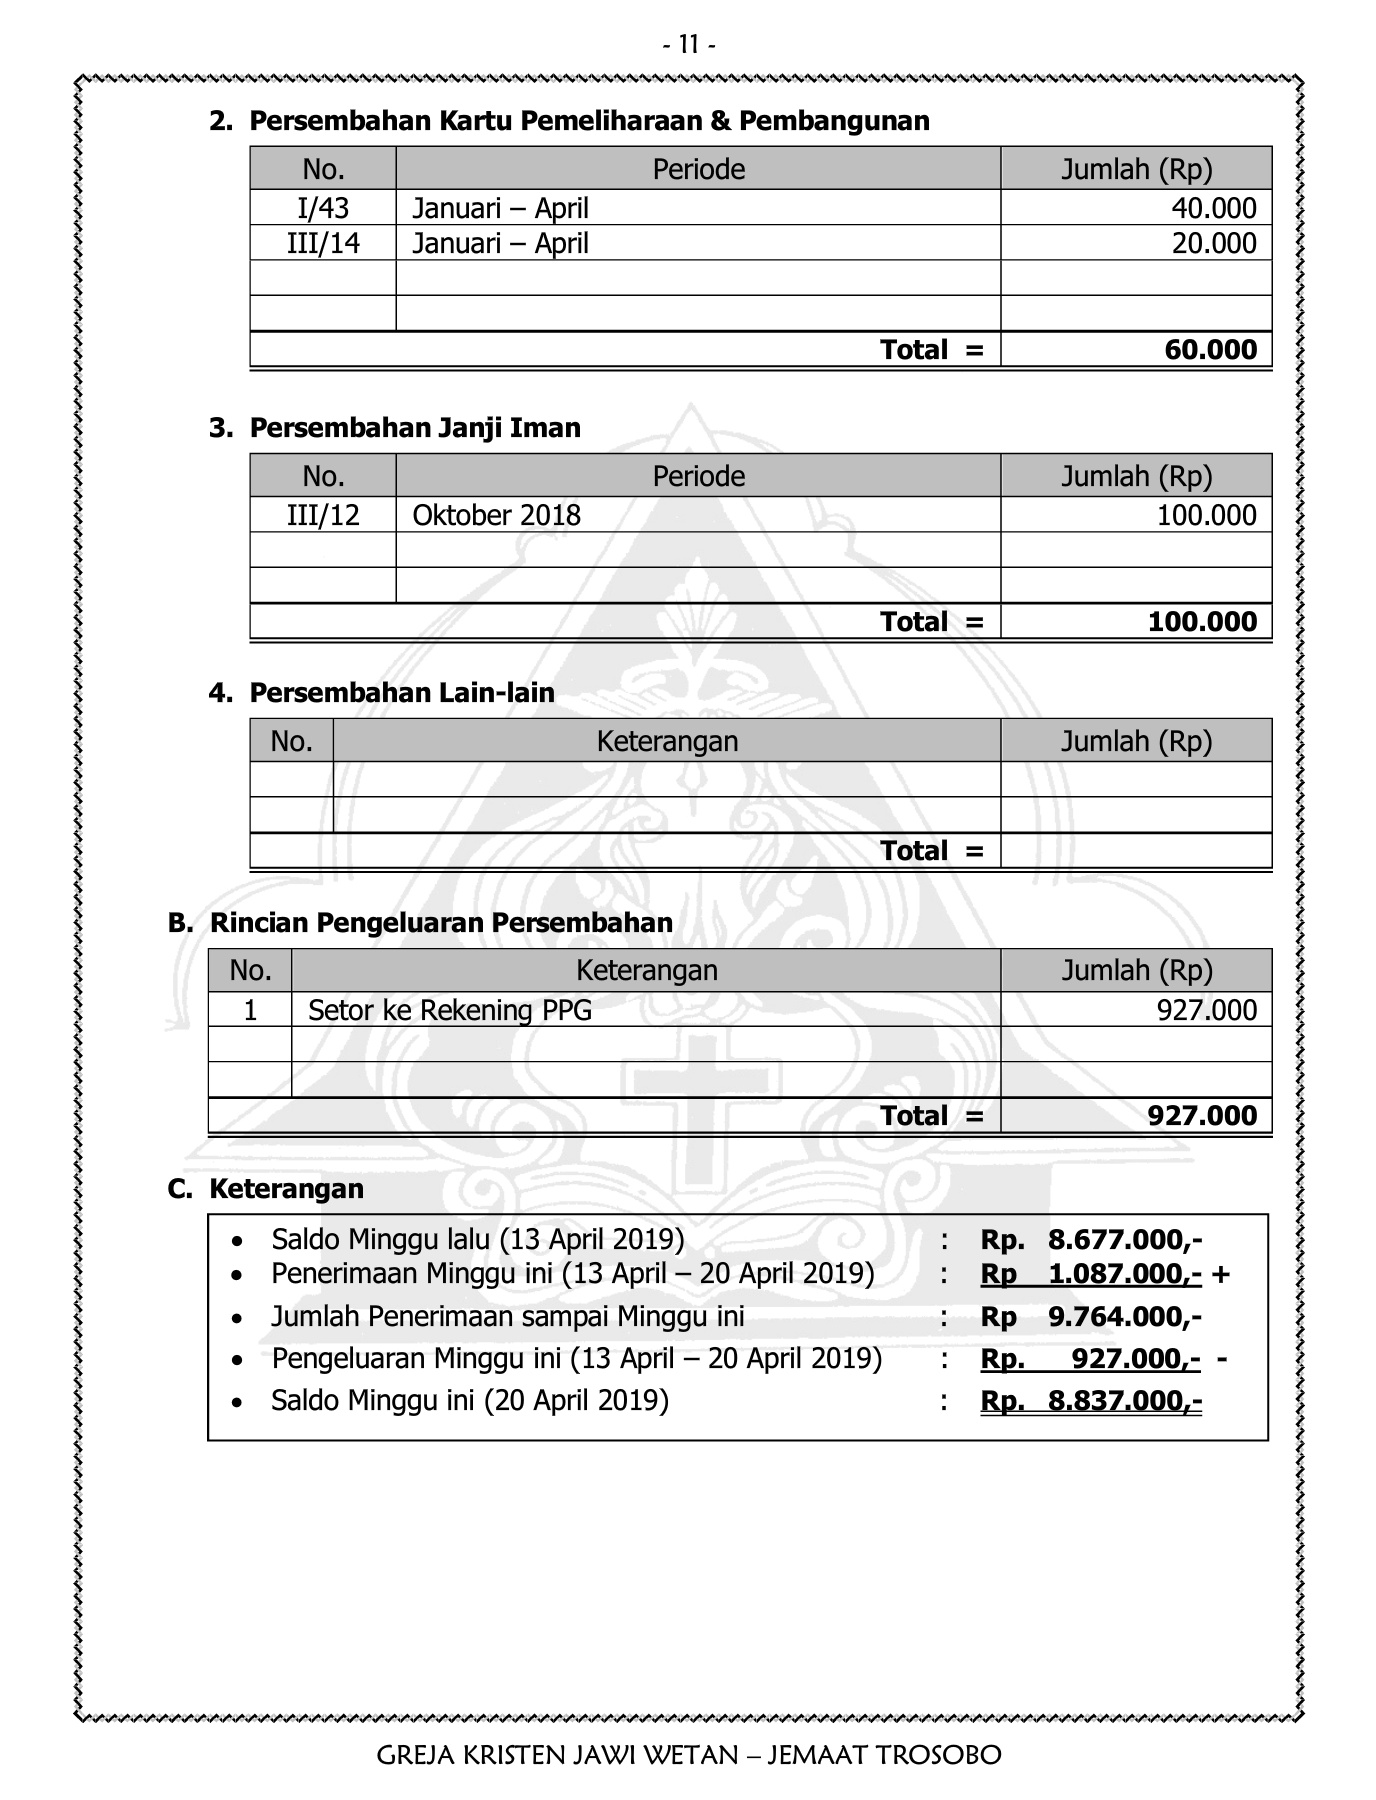 - 11 -
2. Persembahan Kartu Pemeliharaan & Pembangunan
No. Periode Jumlah (Rp)
I/43 Januari – April 40.000
III/14 Januari – April 20.000
Total = 60.000
3. Persembahan Janji Iman
No. Periode Jumlah (Rp)
III/12 Oktober 2018 100.000
Total = 100.000
4. Persembahan Lain-lain
No. Keterangan Jumlah (Rp)
Total =
B. Rincian Pengeluaran Persembahan
No. Keterangan Jumlah (Rp)
1 Setor ke Rekening PPG 927.000
Total = 927.000
C. Keterangan
• Saldo Minggu lalu (13 April 2019) : Rp. 8.677.000,-
• Penerimaan Minggu ini (13 April – 20 April 2019) : Rp 1.087.000,- +
• Jumlah Penerimaan sampai Minggu ini : Rp 9.764.000,-
• Pengeluaran Minggu ini (13 April – 20 April 2019) : Rp. 927.000,- -
• Saldo Minggu ini (20 April 2019) : Rp. 8.837.000,-
GREJA KRISTEN JAWI WETAN – JEMAAT TROSOBO